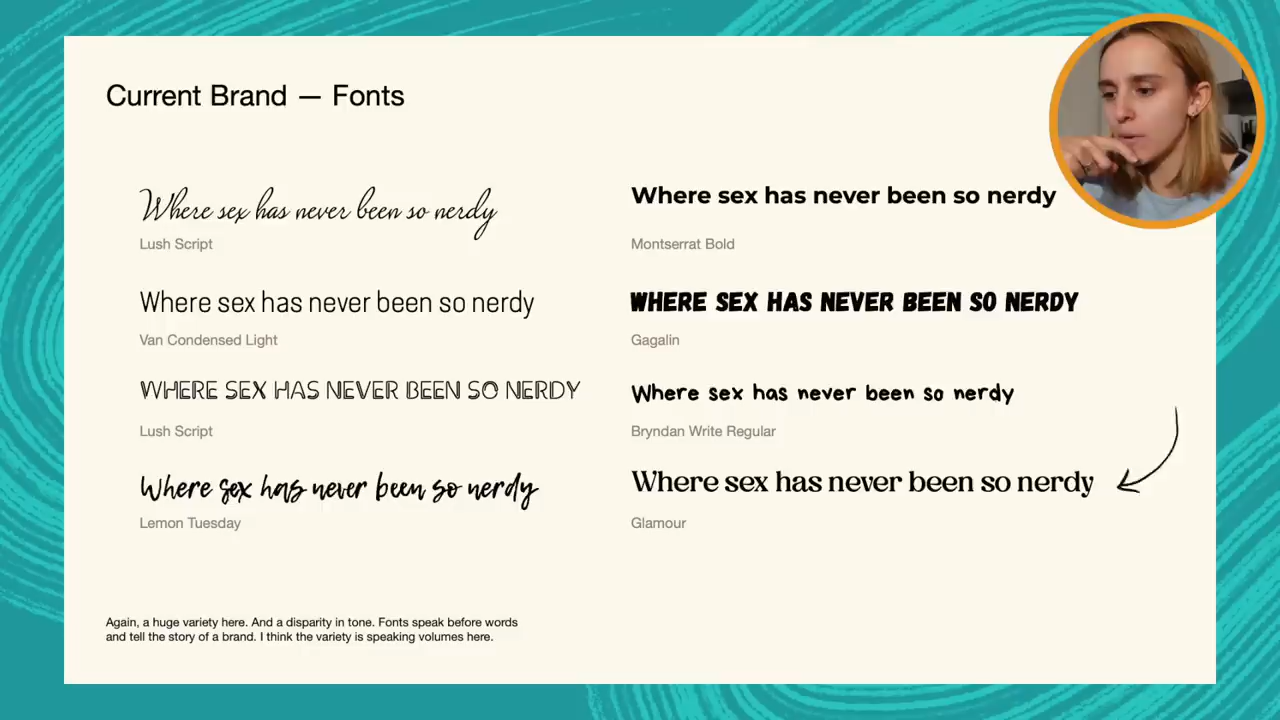 Current Brand — Fonts
Where sex has never been so nerdy
Lush Script
Where sex has never been so nerdy
Van Condensed Light
WHERE SEX HAS NEVER BEEN SO NERDY
Lush Script
Where sex has never been so nerdy
Lemon Tuesday
Where sex has never been so nerdy
Montserrat Bold
WHERE SEX HAS NEVER BEEN SO NERDY
Gagalin
Where sex has never been so nerdy
Bryndan Write Regular
Where sex has never been so nerdy
Glamour
Again, a huge variety here. And a disparity in tone. Fonts speak before words
and tell the story of a brand. I think the variety is speaking volumes here.